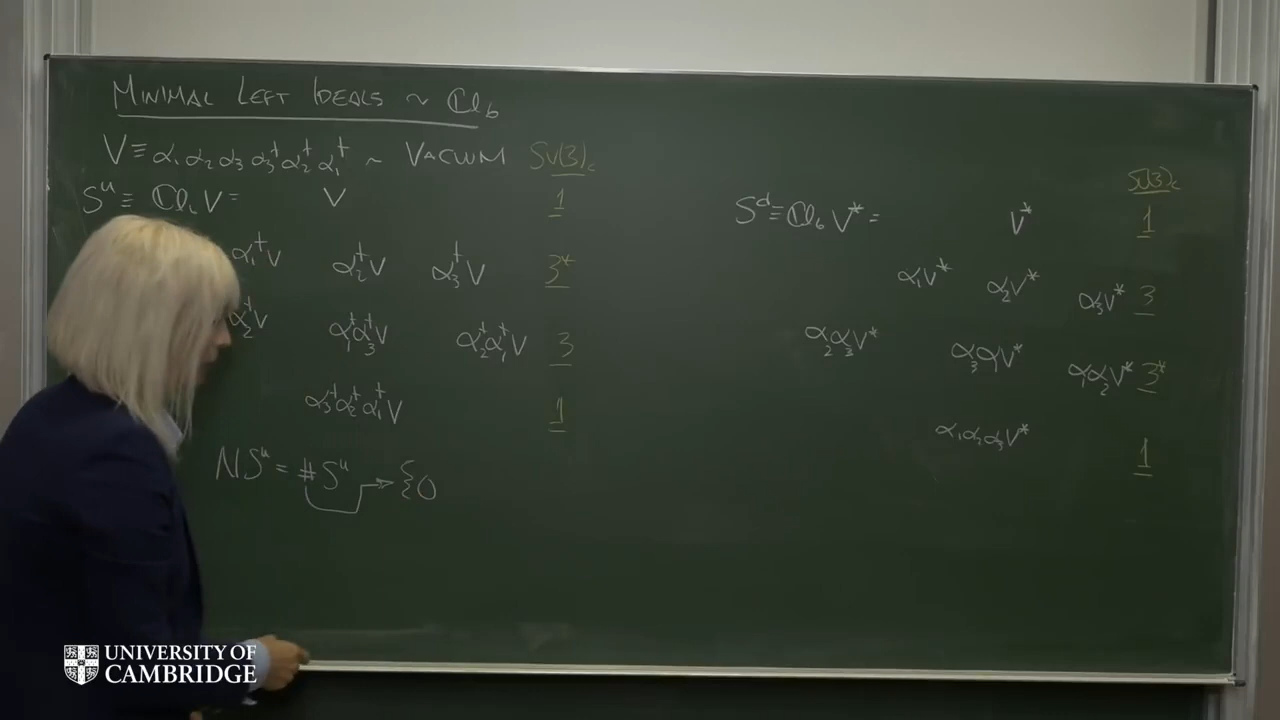 MINIMAL LEFT IDEALS ~ ℂl₆
V ≡ α₁α₂α₃α₃†α₂†α₁† ~ VACUUM SU(3)c
Sᵘ ≡ ℂl₆V = V 1
α₁†V α₂†V α₃†V 3*
α₂†V α₁†α₃†V α₂†α₁†V 3
α₃†α₂†α₁†V 1
NSᵘ = #Sᵘ → {0
SU(3)c
Sᵈ ≡ ℂl₆V* = V* 1
α₁V* α₂V* α₃V* 3
α₂α₃V* α₃α₁V* α₁α₂V* 3*
α₁α₂α₃V* 1
UNIVERSITY OF
CAMBRIDGE